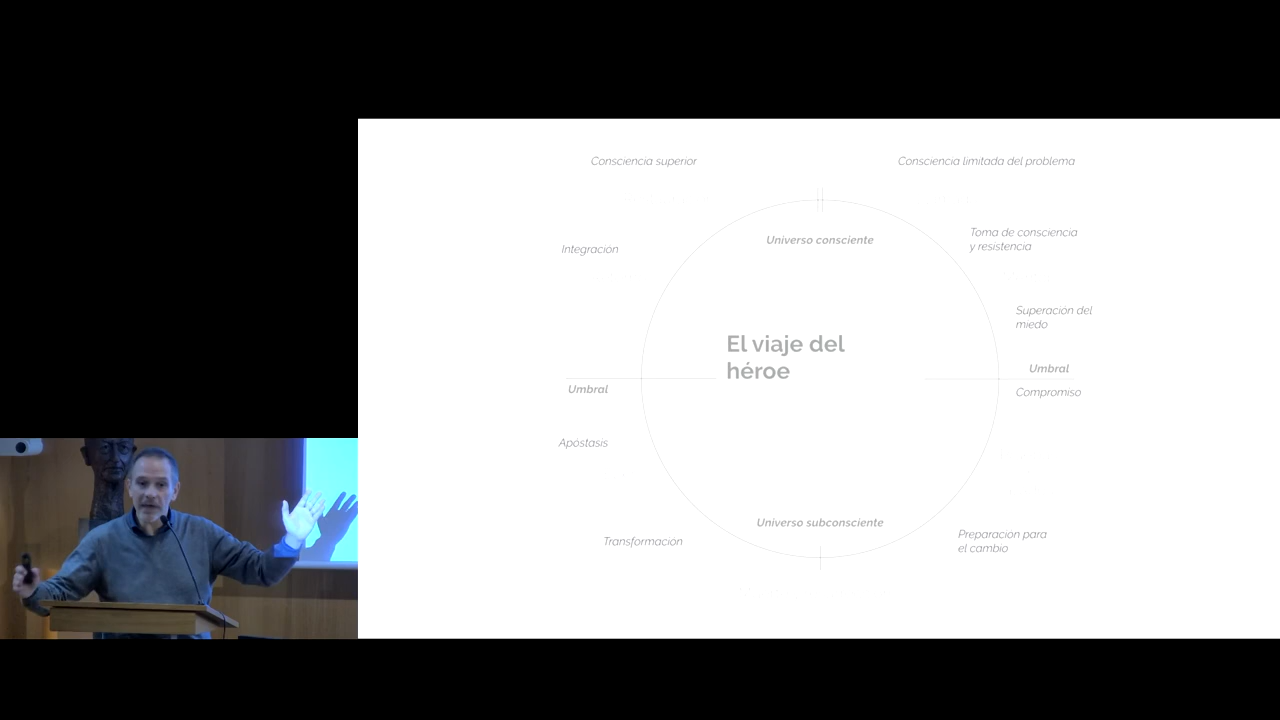 Consciencia superior
Consciencia limitada del problema
Toma de consciencia
y resistencia
Universo consciente
Integración
Superación del
miedo
El viaje del
héroe
Umbral
Umbral
Compromiso
Apóstasis
Universo subconsciente
Transformación
Preparación para
el cambio